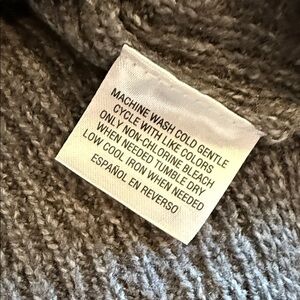 MACHINE WASH COLD GENTLE
CYCLE WITH LIKE COLORS
ONLY NON-CHLORINE BLEACH
WHEN NEEDED TUMBLE DRY
LOW COOL IRON WHEN NEEDED
ESPAÑOL EN REVERSO